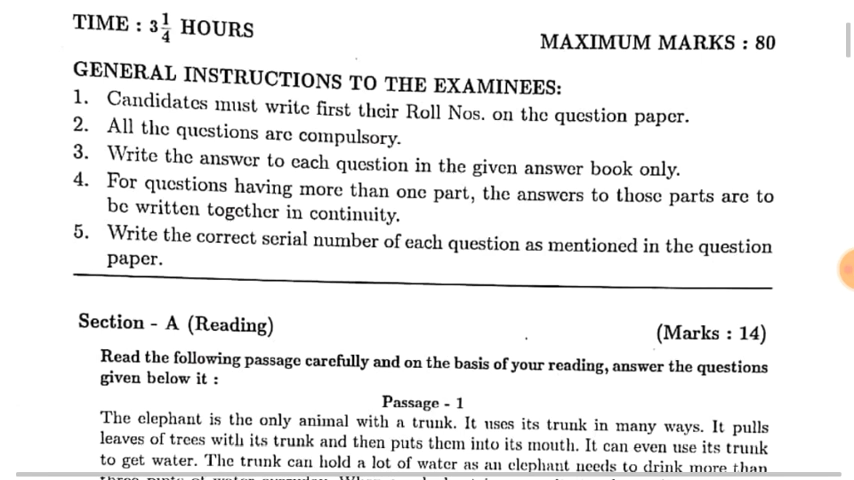 TIME : 3 1/4 HOURS
MAXIMUM MARKS : 80
GENERAL INSTRUCTIONS TO THE EXAMINEES:
1. Candidates must write first their Roll Nos. on the question paper.
2. All the questions are compulsory.
3. Write the answer to each question in the given answer book only.
4. For questions having more than one part, the answers to those parts are to
be written together in continuity.
5. Write the correct serial number of each question as mentioned in the question
paper.
Section - A (Reading)
(Marks : 14)
Read the following passage carefully and on the basis of your reading, answer the questions
given below it :
Passage - 1
The elephant is the only animal with a trunk. It uses its trunk in many ways. It pulls
leaves of trees with its trunk and then puts them into its mouth. It can even use its trunk
to get water. The trunk can hold a lot of water as an elephant needs to drink more than